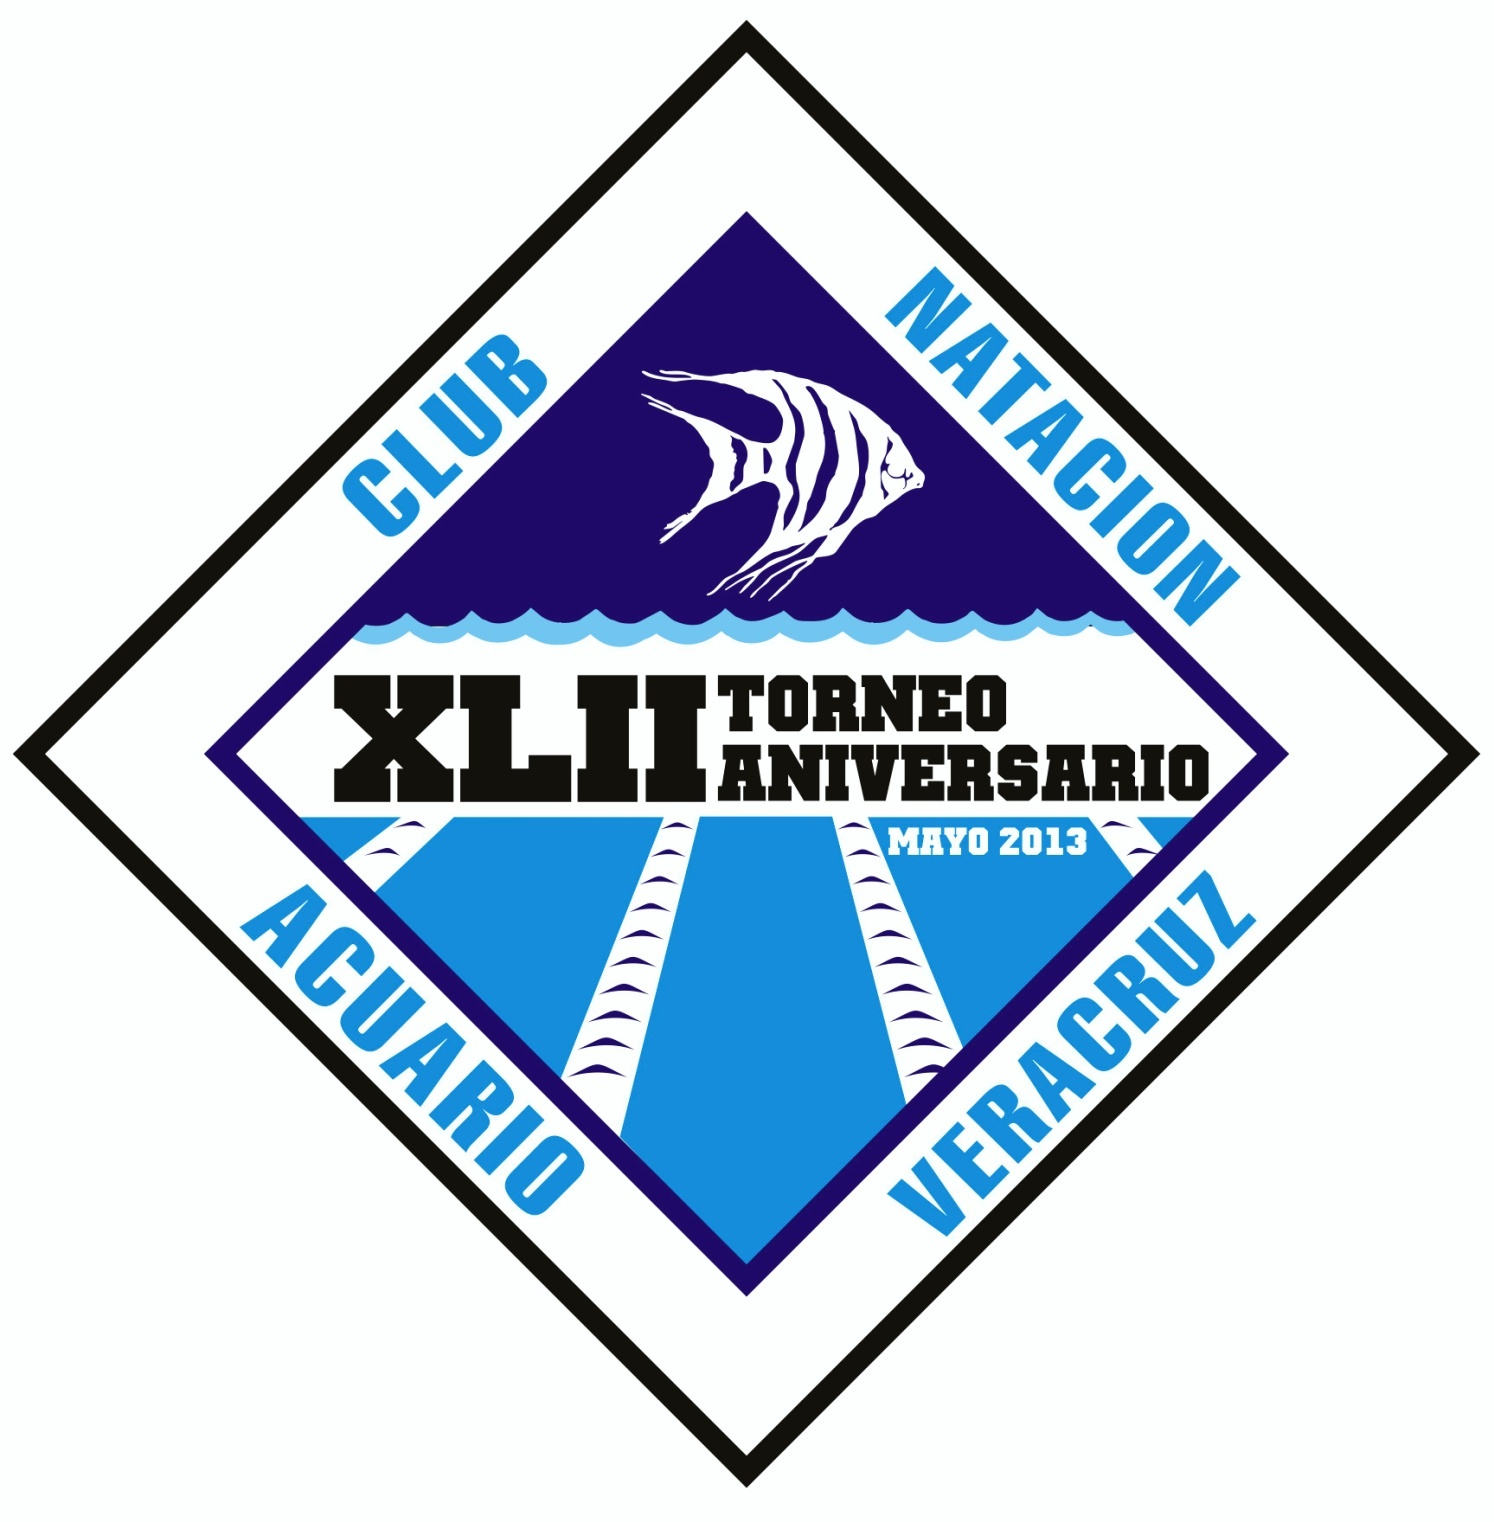 CLUB
NATACION
XLII TORNEO
ANIVERSARIO
MAYO 2013
ACUARIO
VERACRUZ